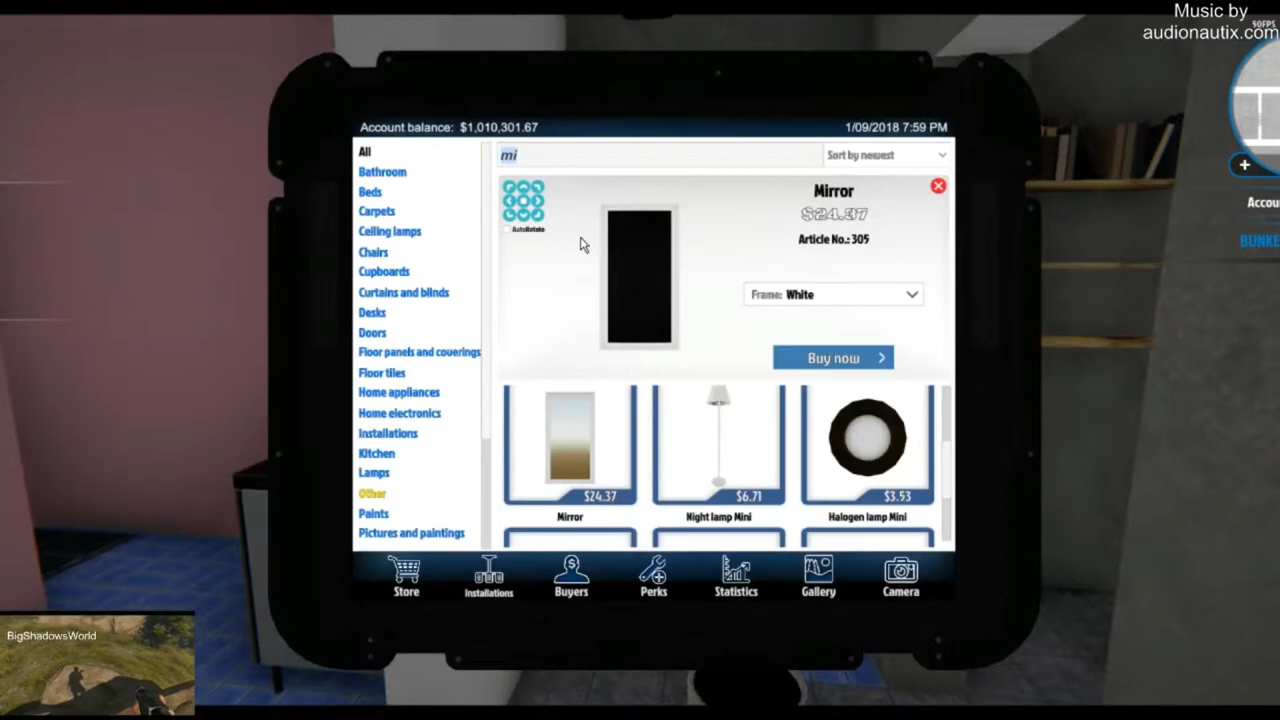 Music by
audionautix.com
50FPS
Account balance: $1,010,301.67
1/09/2018 7:59 PM
All
Bathroom
Beds
Carpets
Ceiling lamps
Chairs
Cupboards
Curtains and blinds
Desks
Doors
Floor panels and coverings
Floor tiles
Home appliances
Home electronics
Installations
Kitchen
Lamps
Other
Paints
Pictures and paintings
mi
Sort by newest
AutoRotate
Mirror
$24.37
Article No.: 305
Frame: White
Buy now
$24.37
Mirror
$6.71
Night lamp Mini
$3.53
Halogen lamp Mini
Store
Installations
Buyers
Perks
Statistics
Gallery
Camera
Accou
BUNKE
BigShadowsWorld